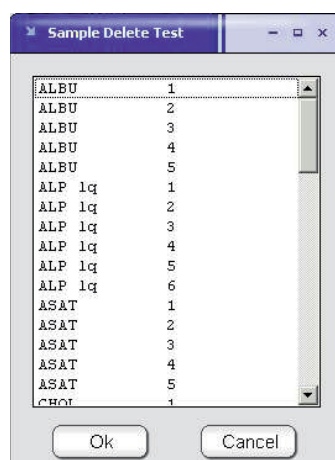 Sample Delete Test
ALBU 1
ALBU 2
ALBU 3
ALBU 4
ALBU 5
ALP lq 1
ALP lq 2
ALP lq 3
ALP lq 4
ALP lq 5
ALP lq 6
ASAT 1
ASAT 2
ASAT 3
ASAT 4
ASAT 5
CHOL 1
Ok Cancel